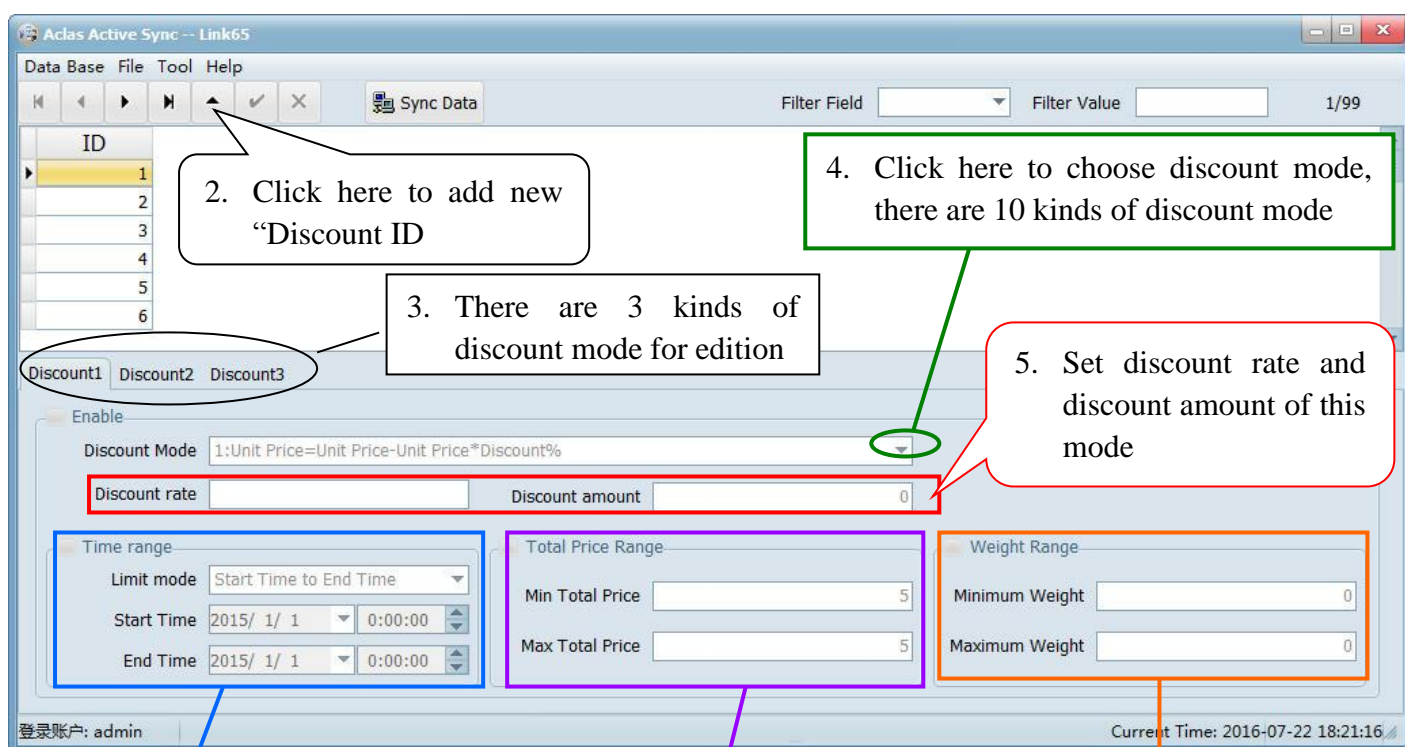 Aclas Active Sync -- Link65
Data Base File Tool Help
Sync Data Filter Field Filter Value 1/99
ID
1
2
3
4
5
6
2. Click here to add new
“Discount ID
4. Click here to choose discount mode,
there are 10 kinds of discount mode
3. There are 3 kinds of
discount mode for edition
5. Set discount rate and
discount amount of this
mode
Discount1 Discount2 Discount3
Enable
Discount Mode 1:Unit Price=Unit Price-Unit Price*Discount%
Discount rate Discount amount 0
Time range Total Price Range Weight Range
Limit mode Start Time to End Time
Min Total Price 5 Minimum Weight 0
Start Time 2015/ 1/ 1 0:00:00
Max Total Price 5 Maximum Weight 0
End Time 2015/ 1/ 1 0:00:00
登录账户: admin Current Time: 2016-07-22 18:21:16